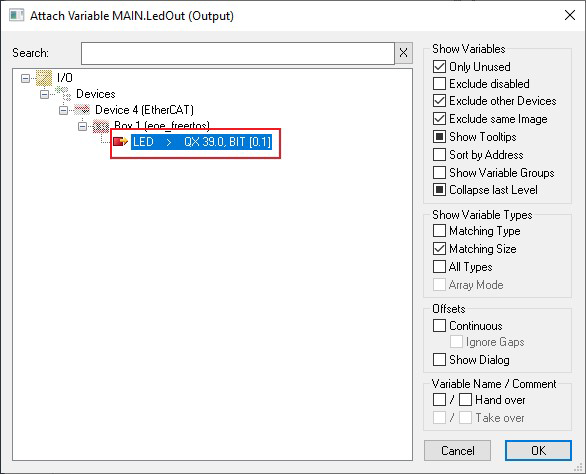 Attach Variable MAIN.LedOut (Output)
Search:
X
I/O
Devices
Device 4 (EtherCAT)
Box 1 (eoe_freertos)
LED > QX 39.0, BIT [0.1]
Show Variables
Only Unused
Exclude disabled
Exclude other Devices
Exclude same Image
Show Tooltips
Sort by Address
Show Variable Groups
Collapse last Level
Show Variable Types
Matching Type
Matching Size
All Types
Array Mode
Offsets
Continuous
Ignore Gaps
Show Dialog
Variable Name / Comment
/ Hand over
/ Take over
Cancel
OK